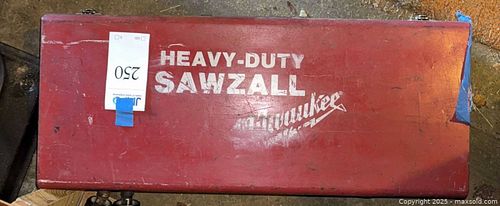 HEAVY-DUTY
SAWZALL
Milwaukee
250
Copyright © 2025 - maxsold.com